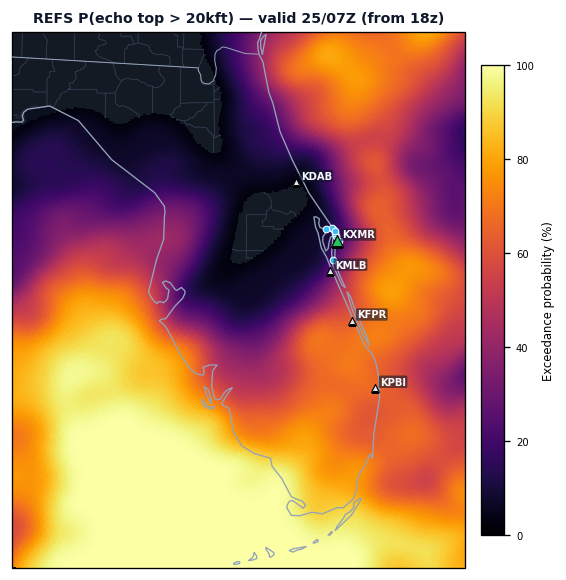 REFS P(echo top > 20kft) — valid 25/07Z (from 18z)
KDAB
KXMR
KMLB
KFPR
KPBI
100
80
60
40
20
0
Exceedance probability (%)